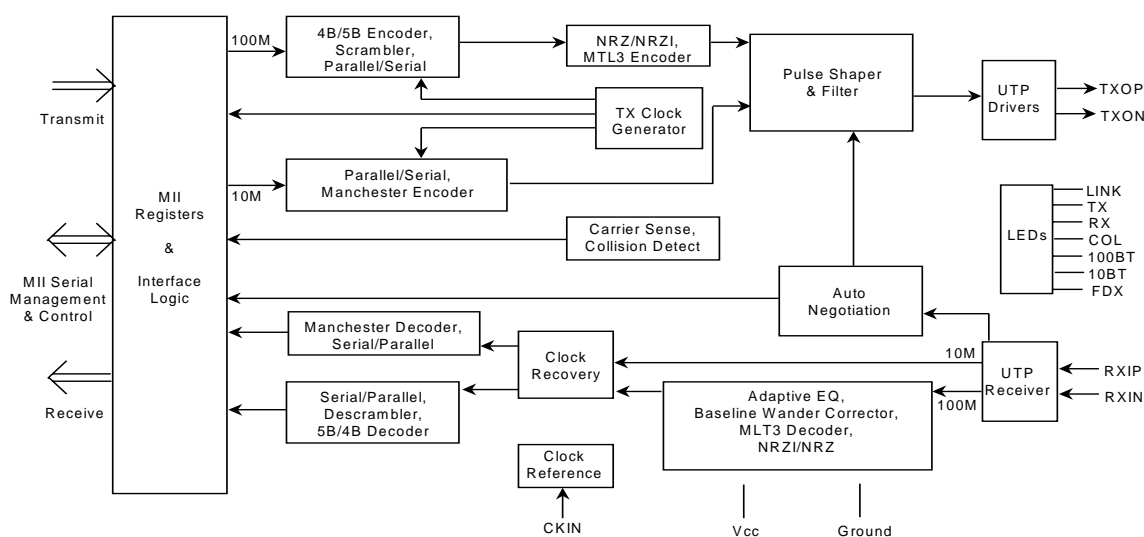 100M
4B/5B Encoder,
Scrambler,
Parallel/Serial
NRZ/NRZI,
MTL3 Encoder
Pulse Shaper
& Filter
UTP
Drivers
TXOP
TXON
Transmit
TX Clock
Generator
10M
Parallel/Serial,
Manchester Encoder
MII
Registers
&
Interface
Logic
Carrier Sense,
Collision Detect
LEDs
LINK
TX
RX
COL
100BT
10BT
FDX
MII Serial
Management
& Control
Auto
Negotiation
Manchester Decoder,
Serial/Parallel
Clock
Recovery
10M
UTP
Receiver
RXIP
RXIN
100M
Receive
Serial/Parallel,
Descrambler,
5B/4B Decoder
Adaptive EQ,
Baseline Wander Corrector,
MLT3 Decoder,
NRZI/NRZ
Clock
Reference
CKIN
Vcc
Ground